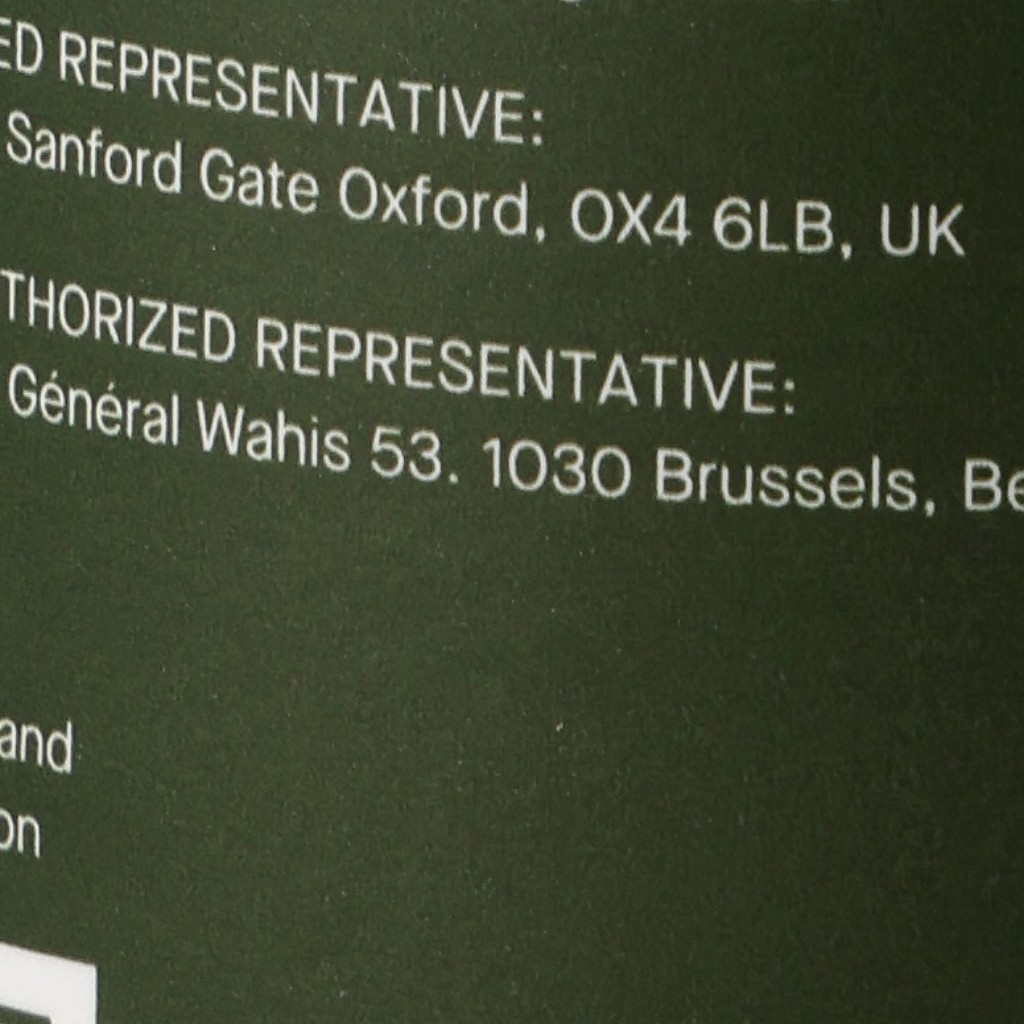 ED REPRESENTATIVE:
Sanford Gate Oxford, OX4 6LB, UK
THORIZED REPRESENTATIVE:
Général Wahis 53. 1030 Brussels, Be
and
on